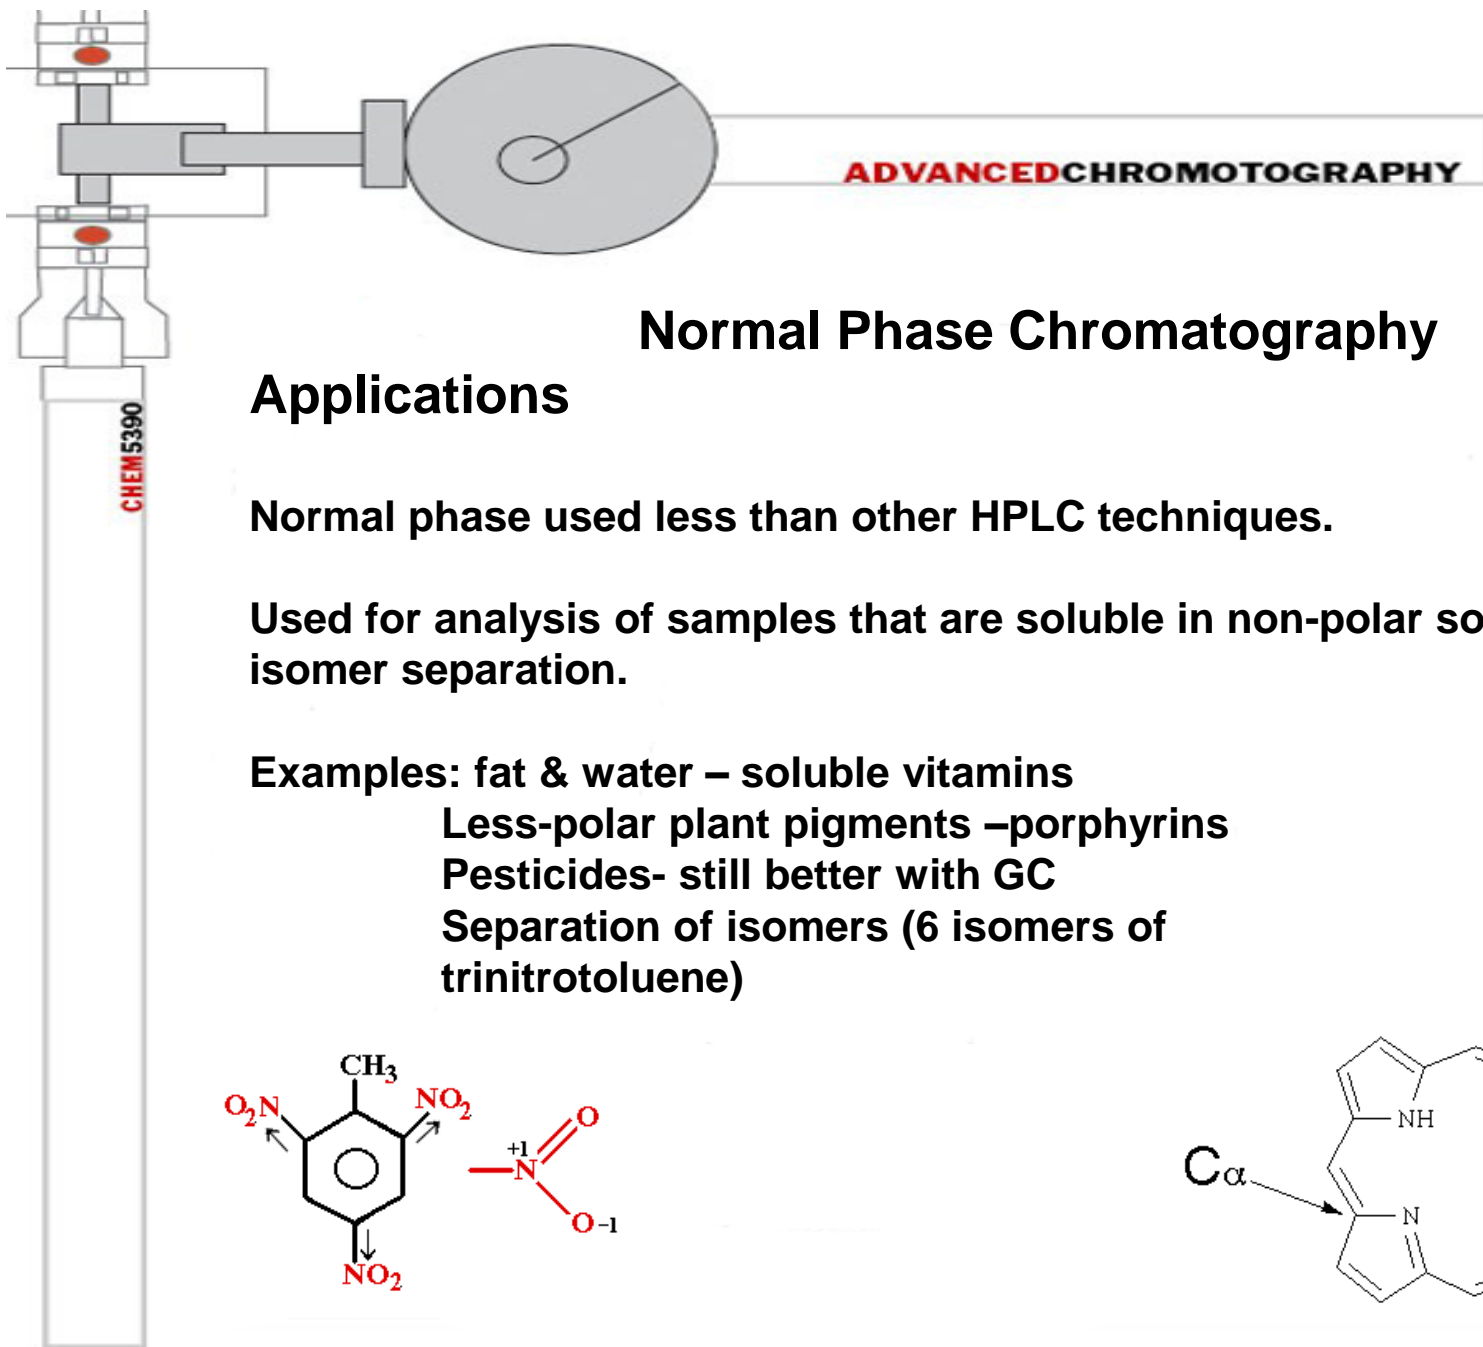 ADVANCEDCHROMOTOGRAPHY
CHEM5390
Normal Phase Chromatography
Applications
Normal phase used less than other HPLC techniques.
Used for analysis of samples that are soluble in non-polar so
isomer separation.
Examples: fat & water – soluble vitamins
Less-polar plant pigments –porphyrins
Pesticides- still better with GC
Separation of isomers (6 isomers of
trinitrotoluene)
CH3
O2N
NO2
NO2
+1
N
O
O-1
Cα
NH
N